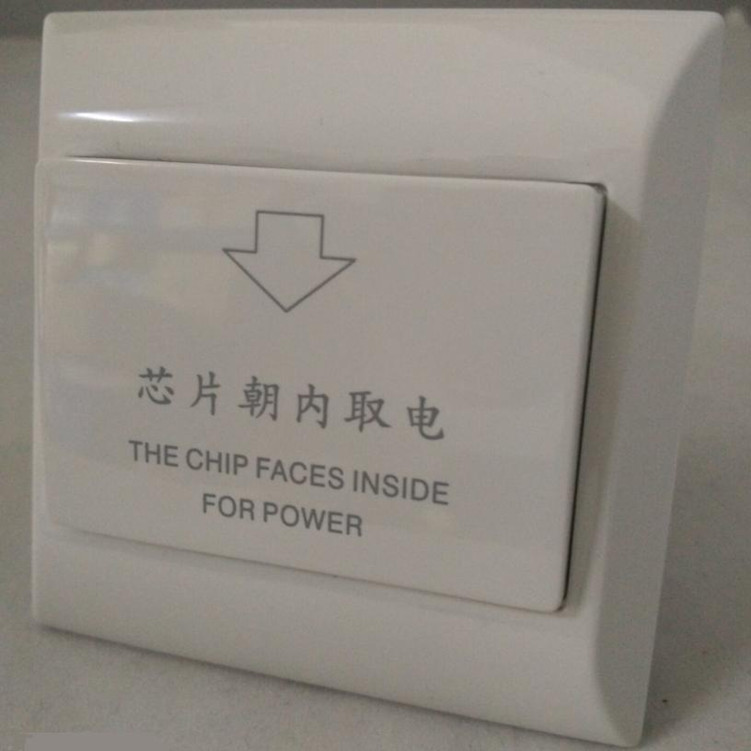 芯片朝内取电
THE CHIP FACES INSIDE
FOR POWER